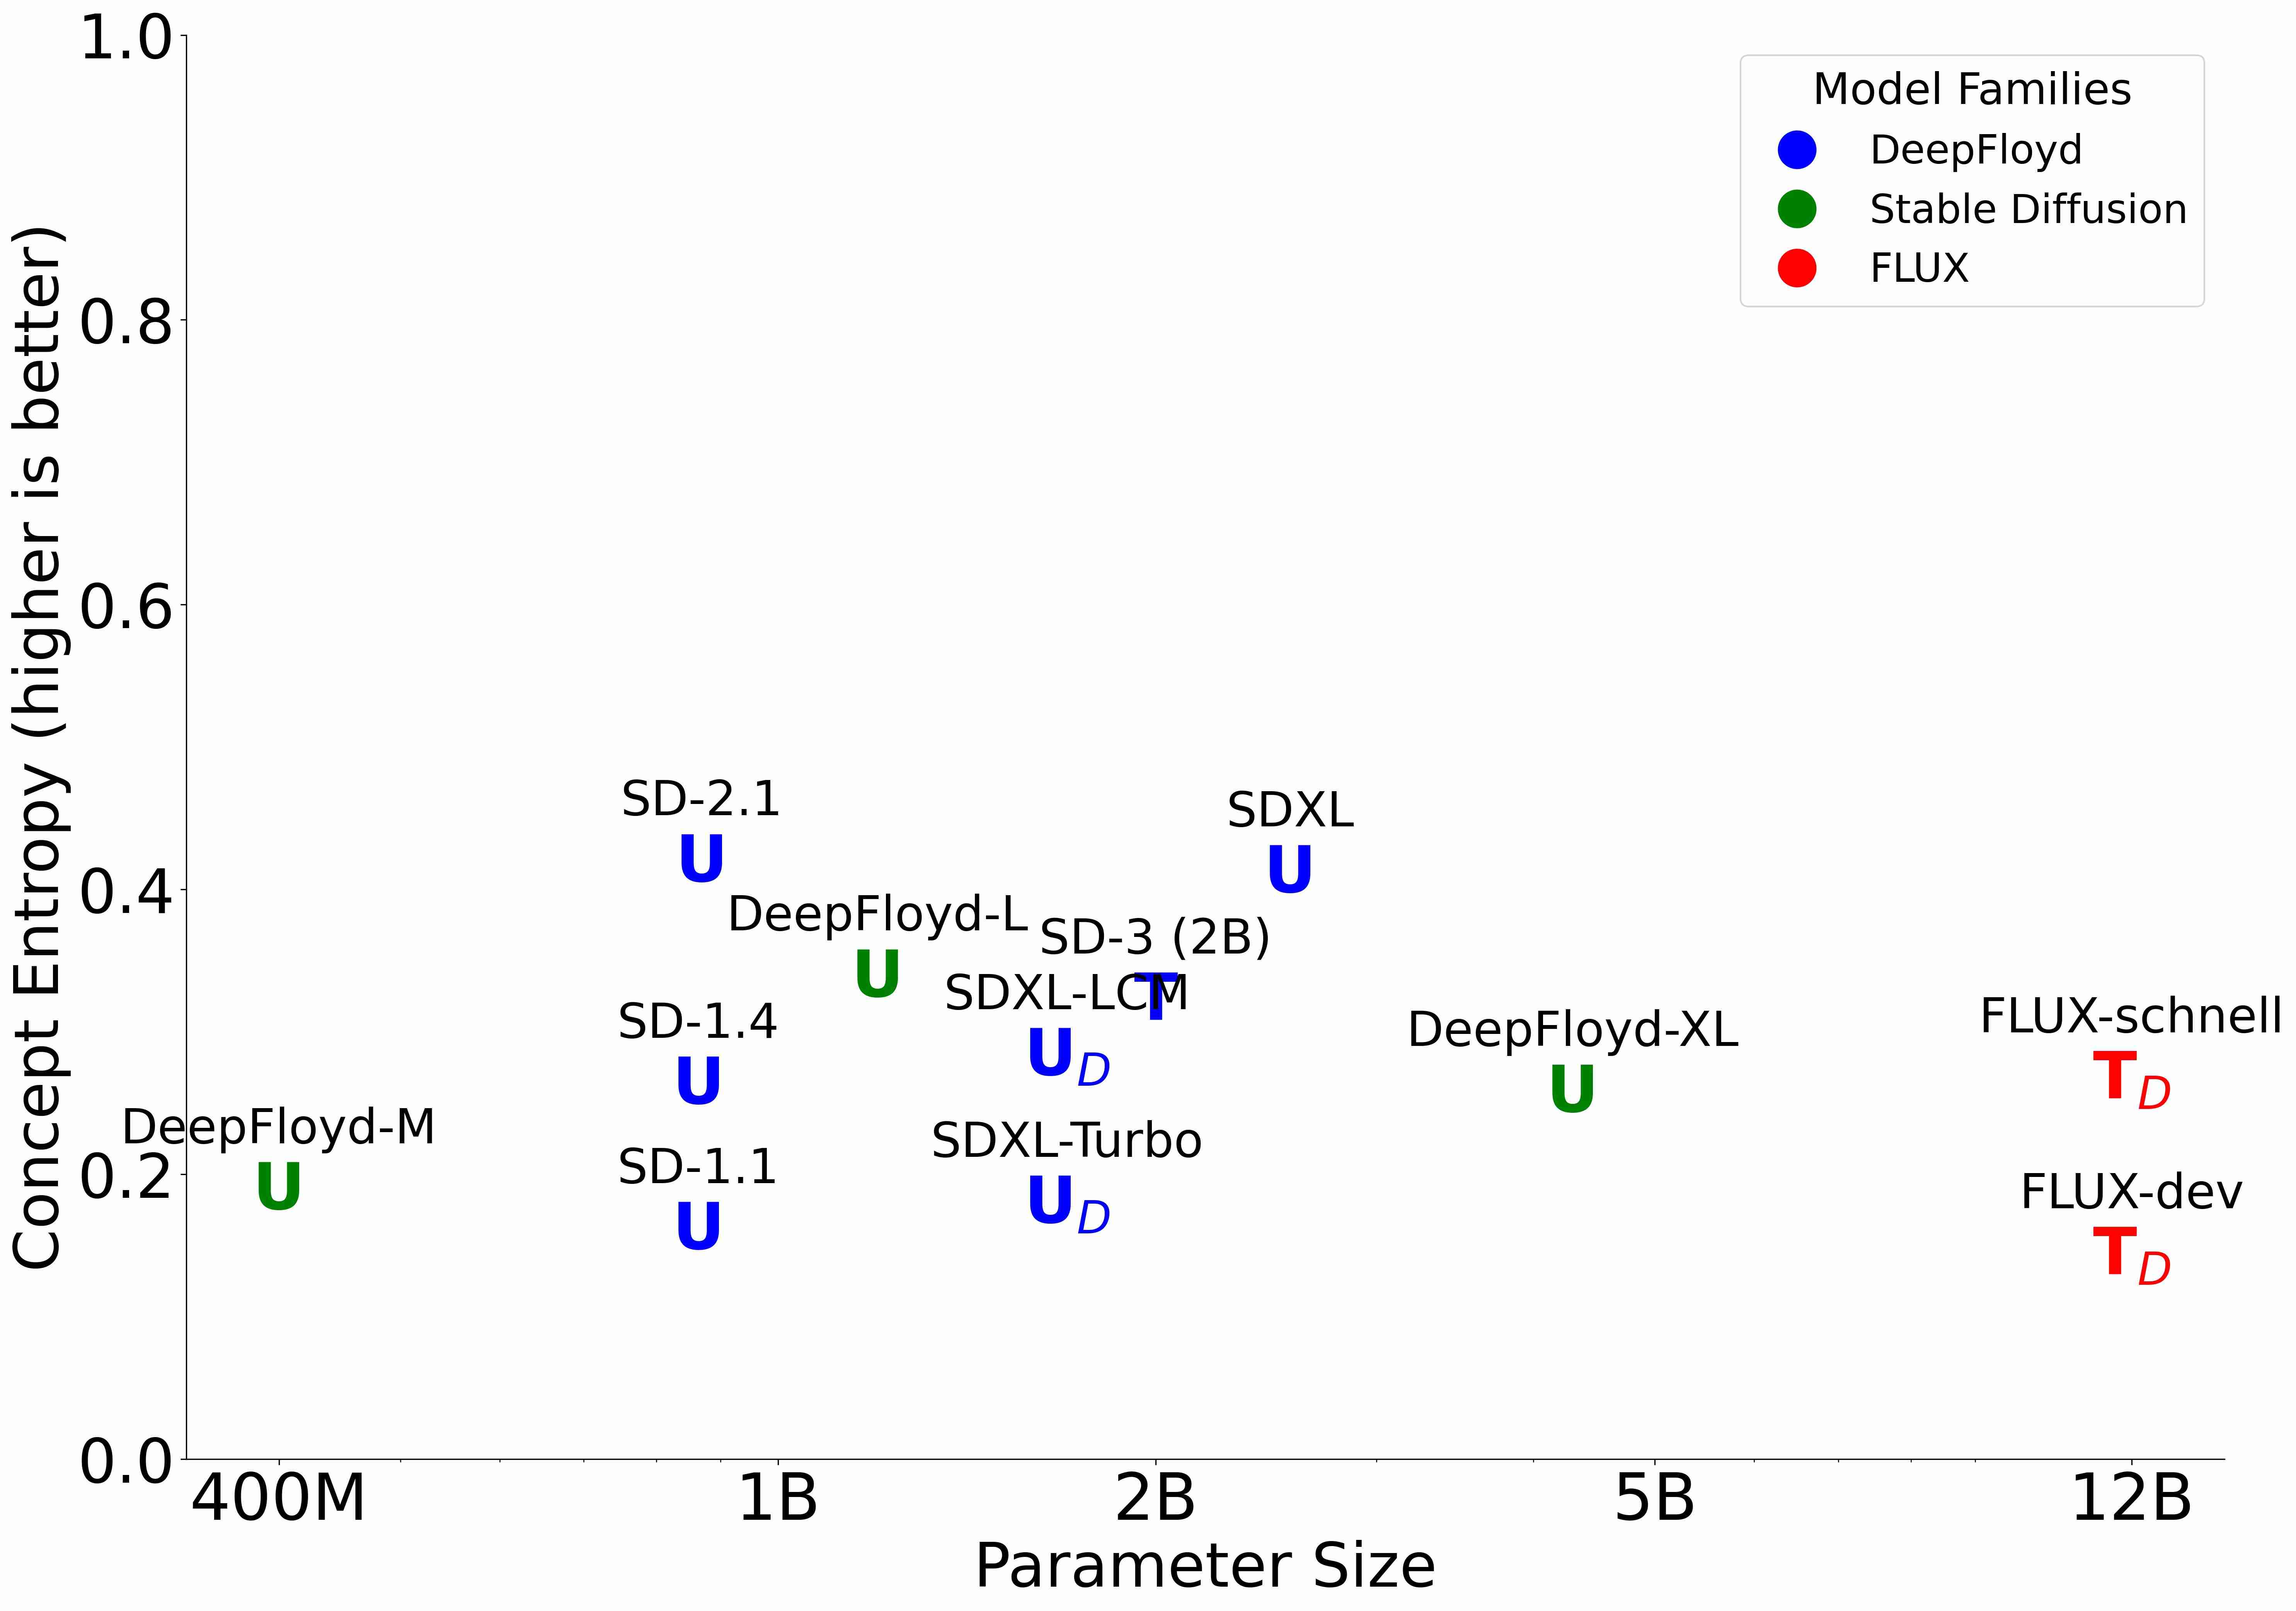 Concept Entropy (higher is better)
1.0
0.8
0.6
0.4
0.2
0.0
Model Families
DeepFloyd
Stable Diffusion
FLUX
SD-2.1
U
SDXL
U
DeepFloyd-L
U
SD-3 (2B)
T
SDXL-LCM
U D
SD-1.4
U
DeepFloyd-XL
U
FLUX-schnell
T D
DeepFloyd-M
U
SD-1.1
U
SDXL-Turbo
U D
FLUX-dev
T D
400M 1B 2B 5B 12B
Parameter Size